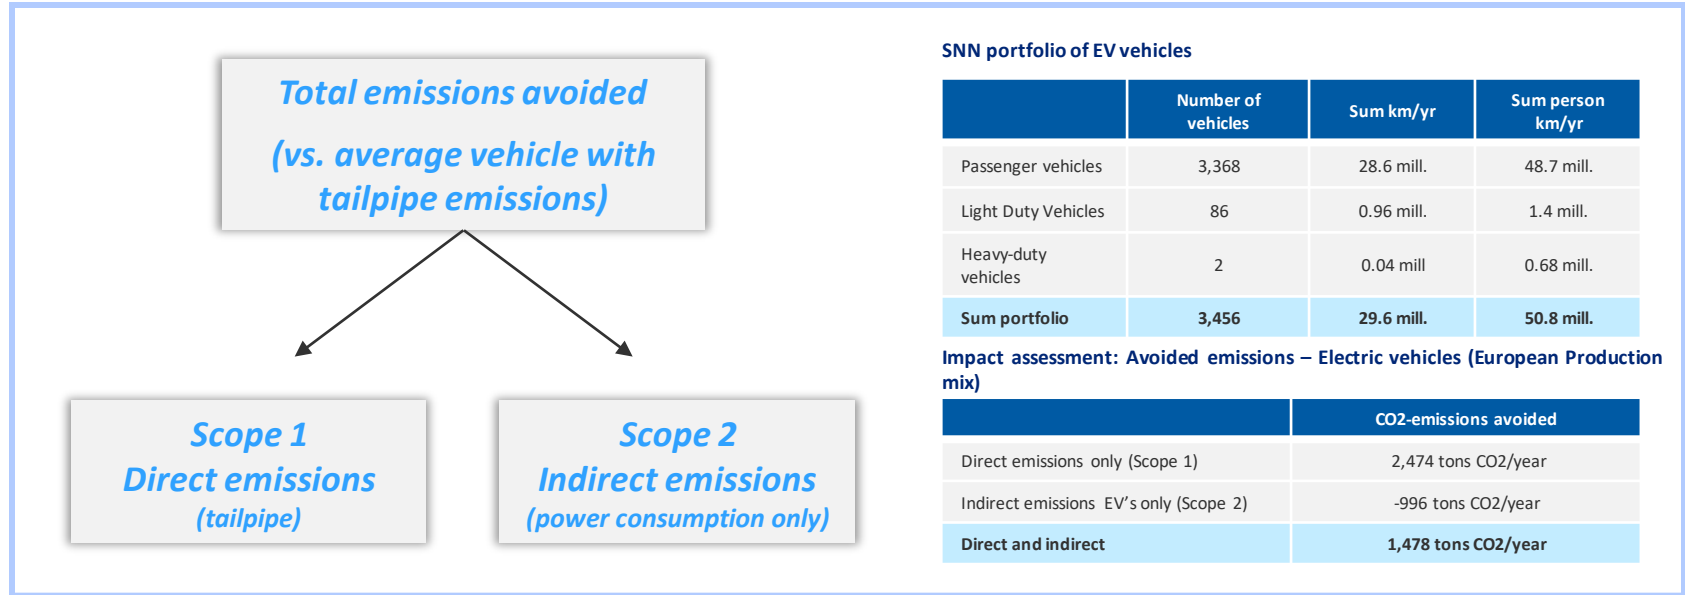 Total emissions avoided
(vs. average vehicle with
tailpipe emissions)
Scope 1
Direct emissions
(tailpipe)
Scope 2
Indirect emissions
(power consumption only)
SNN portfolio of EV vehicles
Number of vehicles Sum km/yr Sum person km/yr
Passenger vehicles 3,368 28.6 mill. 48.7 mill.
Light Duty Vehicles 86 0.96 mill. 1.4 mill.
Heavy-duty vehicles 2 0.04 mill 0.68 mill.
Sum portfolio 3,456 29.6 mill. 50.8 mill.
Impact assessment: Avoided emissions – Electric vehicles (European Production
mix)
CO2-emissions avoided
Direct emissions only (Scope 1) 2,474 tons CO2/year
Indirect emissions EV's only (Scope 2) -996 tons CO2/year
Direct and indirect 1,478 tons CO2/year